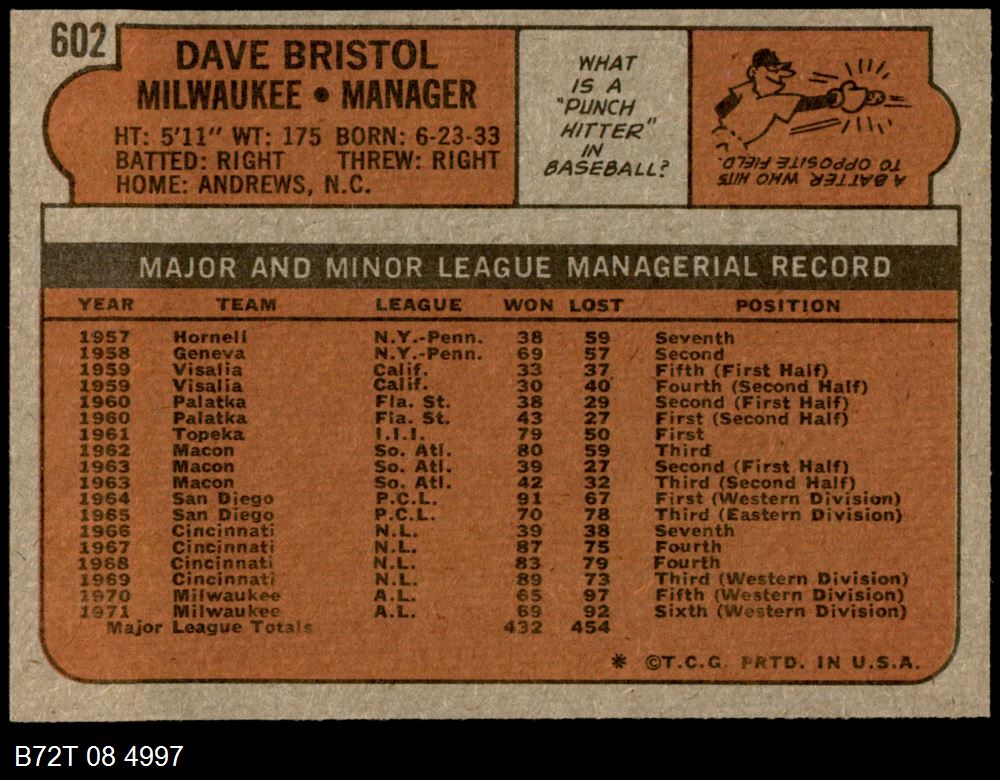 602
DAVE BRISTOL
MILWAUKEE • MANAGER
HT: 5'11" WT: 175 BORN: 6-23-33
BATTED: RIGHT THREW: RIGHT
HOME: ANDREWS, N.C.
WHAT
IS A
"PUNCH
HITTER"
IN
BASEBALL?
A BATTER WHO HITS
TO OPPOSITE FIELD.
MAJOR AND MINOR LEAGUE MANAGERIAL RECORD
YEAR TEAM LEAGUE WON LOST POSITION
1957 Hornell N.Y.-Penn. 38 59 Seventh
1958 Geneva N.Y.-Penn. 69 57 Second
1959 Visalia Calif. 33 37 Fifth (First Half)
1959 Visalia Calif. 30 40 Fourth (Second Half)
1960 Palatka Fla. St. 38 29 Second (First Half)
1960 Palatka Fla. St. 43 27 First (Second Half)
1961 Topeka I.I.I. 79 50 First
1962 Macon So. Atl. 80 59 Third
1963 Macon So. Atl. 39 27 Second (First Half)
1963 Macon So. Atl. 42 32 Third (Second Half)
1964 San Diego P.C.L. 91 67 First (Western Division)
1965 San Diego P.C.L. 70 78 Third (Eastern Division)
1966 Cincinnati N.L. 39 38 Seventh
1967 Cincinnati N.L. 87 75 Fourth
1968 Cincinnati N.L. 83 79 Fourth
1969 Cincinnati N.L. 89 73 Third (Western Division)
1970 Milwaukee A.L. 65 97 Fifth (Western Division)
1971 Milwaukee A.L. 69 92 Sixth (Western Division)
Major League Totals 432 454
* ©T.C.G. PRTD. IN U.S.A.
B72T 08 4997